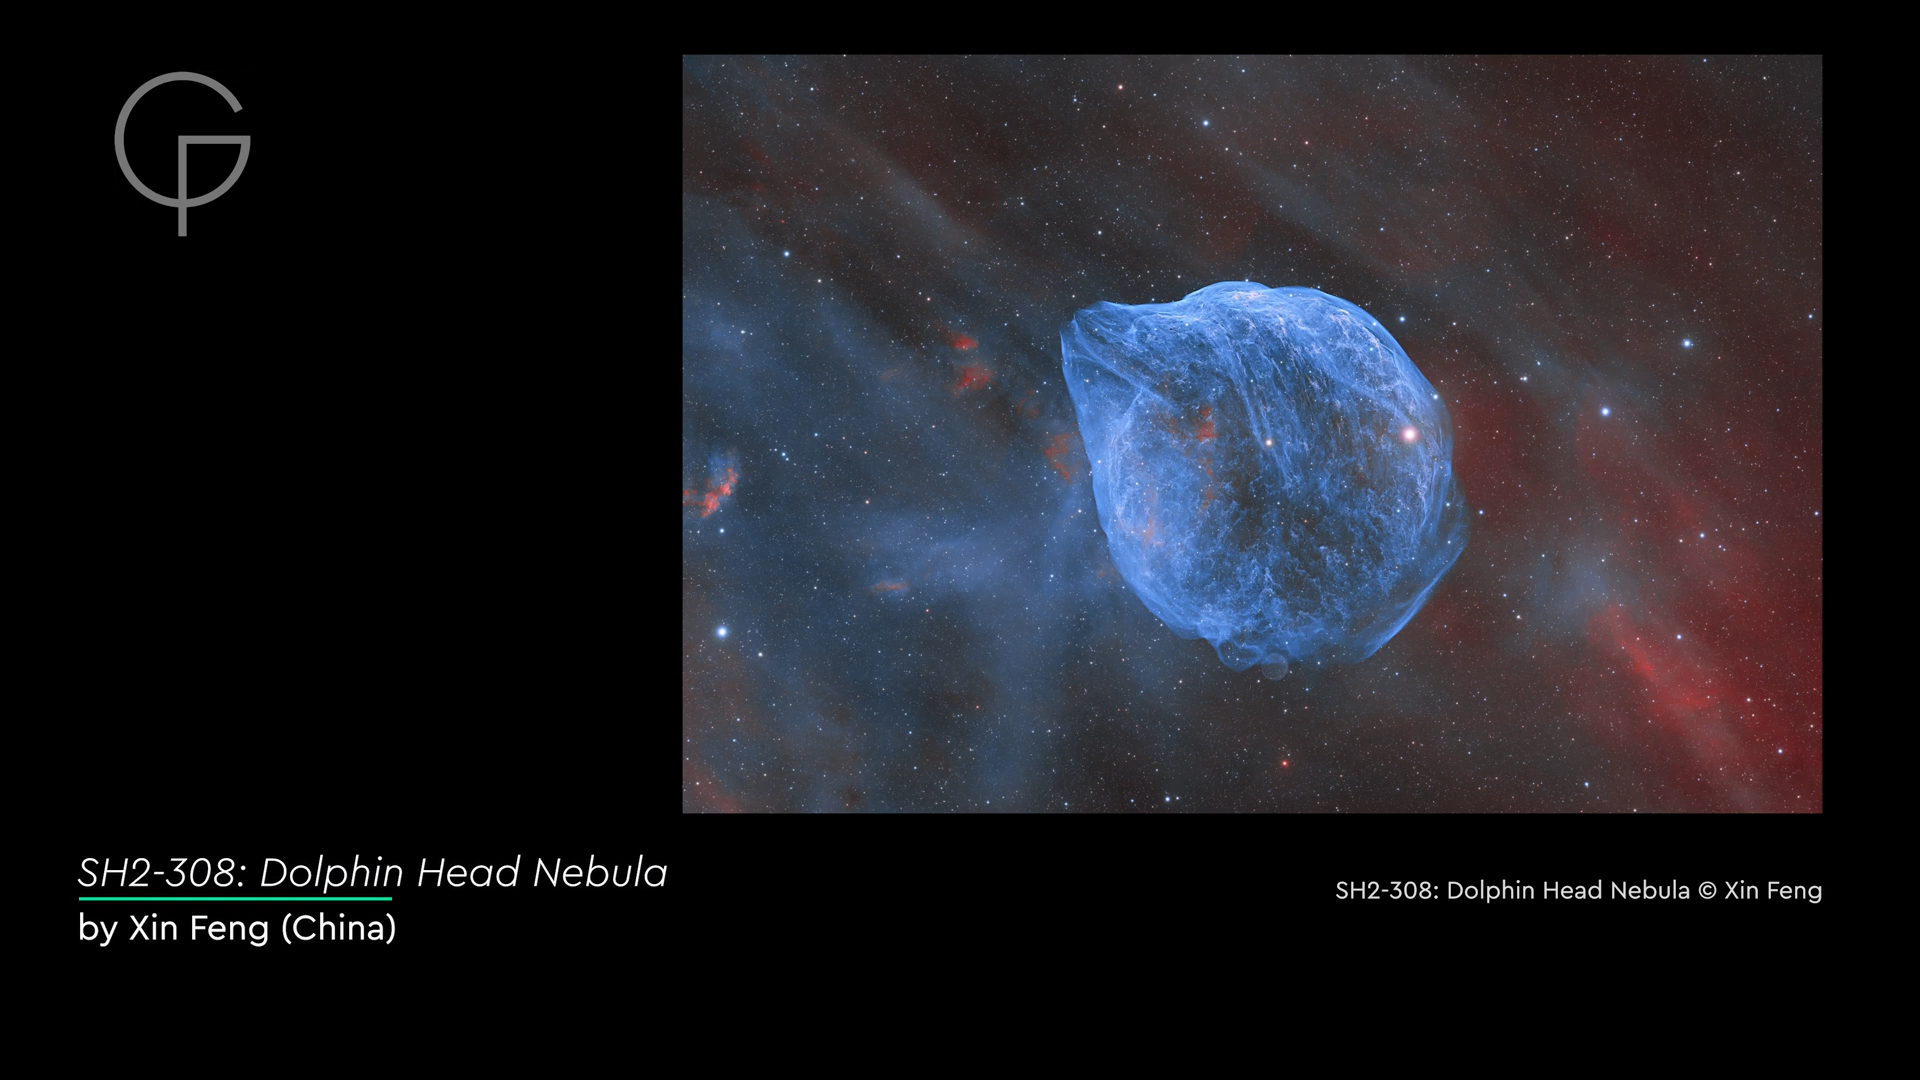 SH2-308: Dolphin Head Nebula
by Xin Feng (China)
SH2-308: Dolphin Head Nebula © Xin Feng